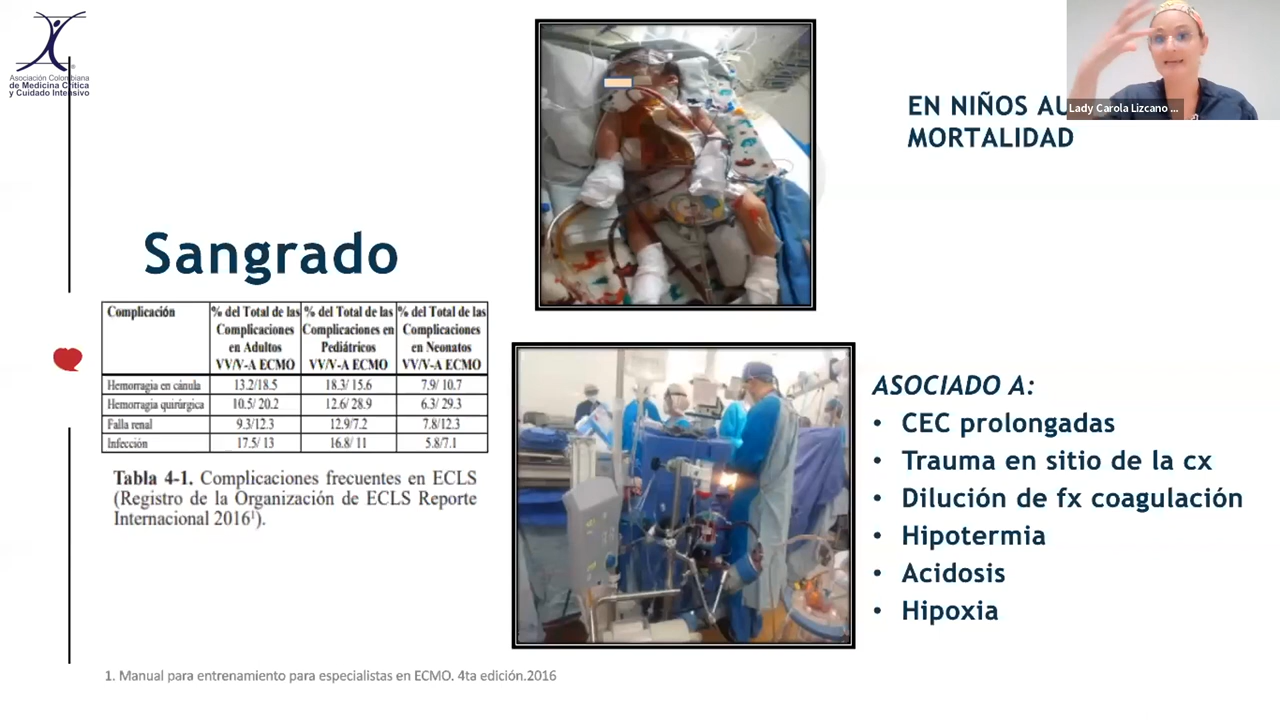 Asociación Colombiana
de Medicina Crítica
y Cuidado Intensivo
EN NIÑOS AU
MORTALIDAD
Lady Carola Lizcano ...
Sangrado
Complicación
% del Total de las Complicaciones en Adultos VV/V-A ECMO
% del Total de las Complicaciones en Pediátricos VV/V-A ECMO
% del Total de las Complicaciones en Neonatos VV/V-A ECMO
Hemorragia en cánula 13.2/18.5 18.3/ 15.6 7.9/ 10.7
Hemorragia quirúrgica 10.5/ 20.2 12.6/ 28.9 6.3/ 29.3
Falla renal 9.3/12.3 12.9/7.2 7.8/12.3
Infección 17.5/ 13 16.8/ 11 5.8/7.1
Tabla 4-1. Complicaciones frecuentes en ECLS
(Registro de la Organización de ECLS Reporte
Internacional 2016¹).
ASOCIADO A:
• CEC prolongadas
• Trauma en sitio de la cx
• Dilución de fx coagulación
• Hipotermia
• Acidosis
• Hipoxia
1. Manual para entrenamiento para especialistas en ECMO. 4ta edición.2016